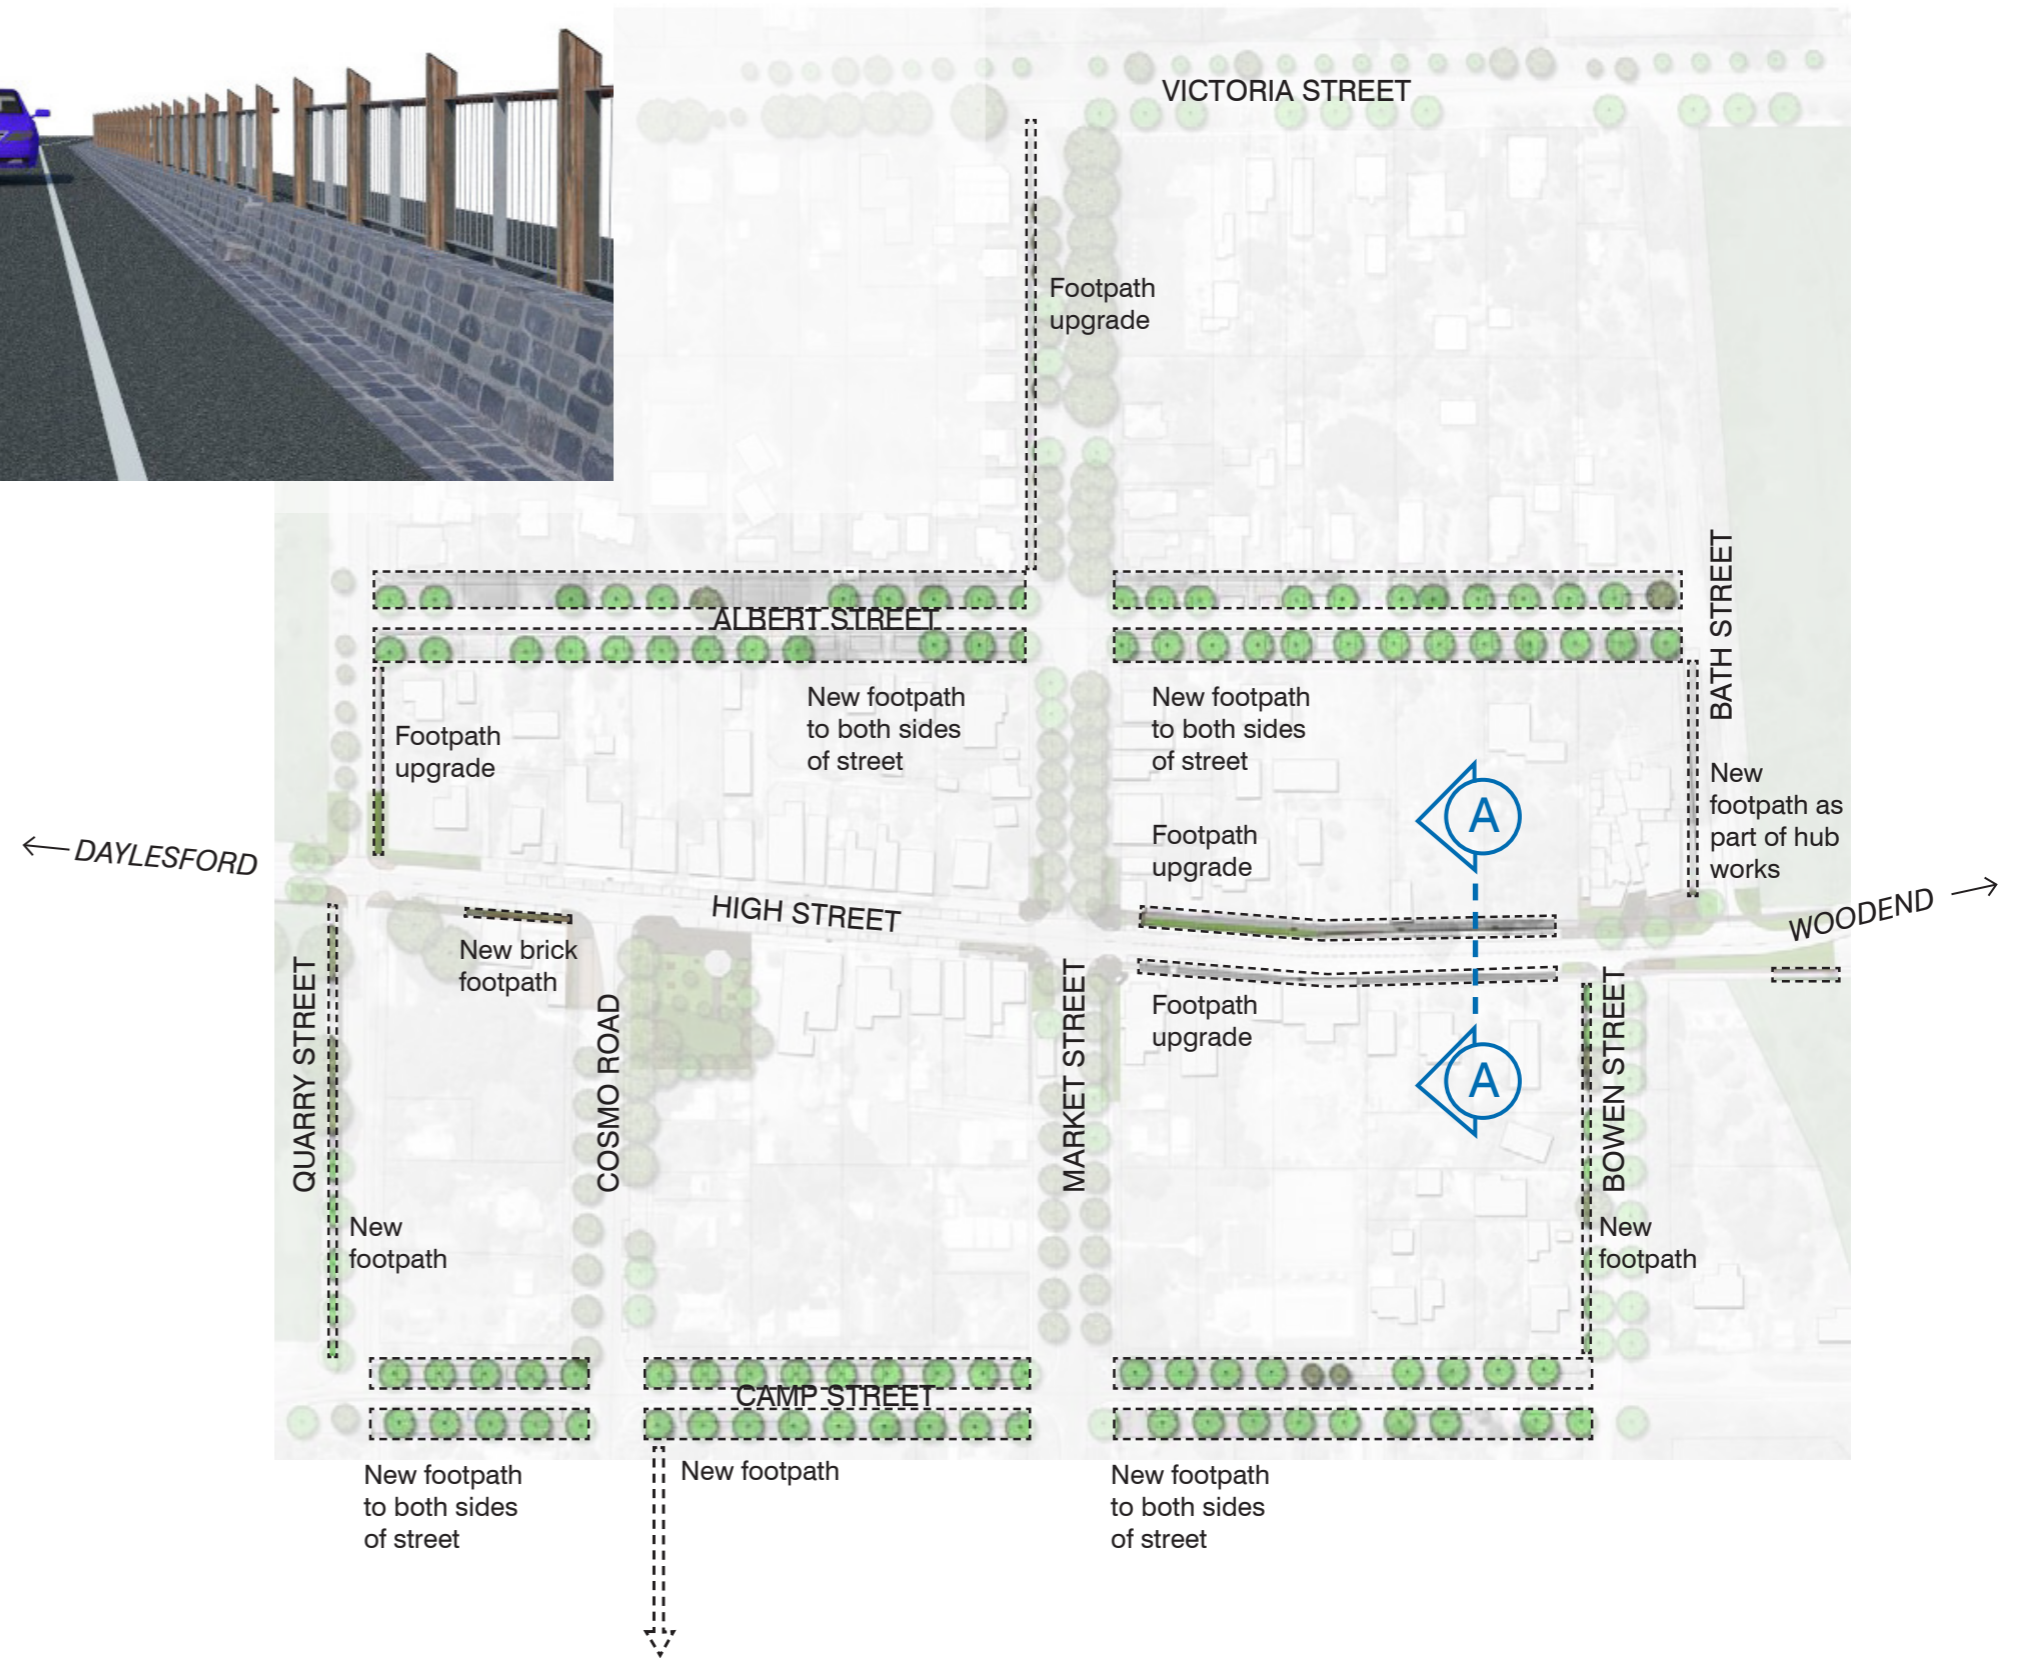 VICTORIA STREET
Footpath
upgrade
ALBERT STREET
BATH STREET
New footpath
to both sides
of street
New footpath
to both sides
of street
Footpath
upgrade
New
footpath as
part of hub
works
A
Footpath
upgrade
← DAYLESFORD
HIGH STREET
WOODEND →
New brick
footpath
Footpath
upgrade
A
QUARRY STREET
COSMO ROAD
MARKET STREET
BOWEN STREET
New
footpath
New
footpath
CAMP STREET
New footpath
to both sides
of street
New footpath
New footpath
to both sides
of street